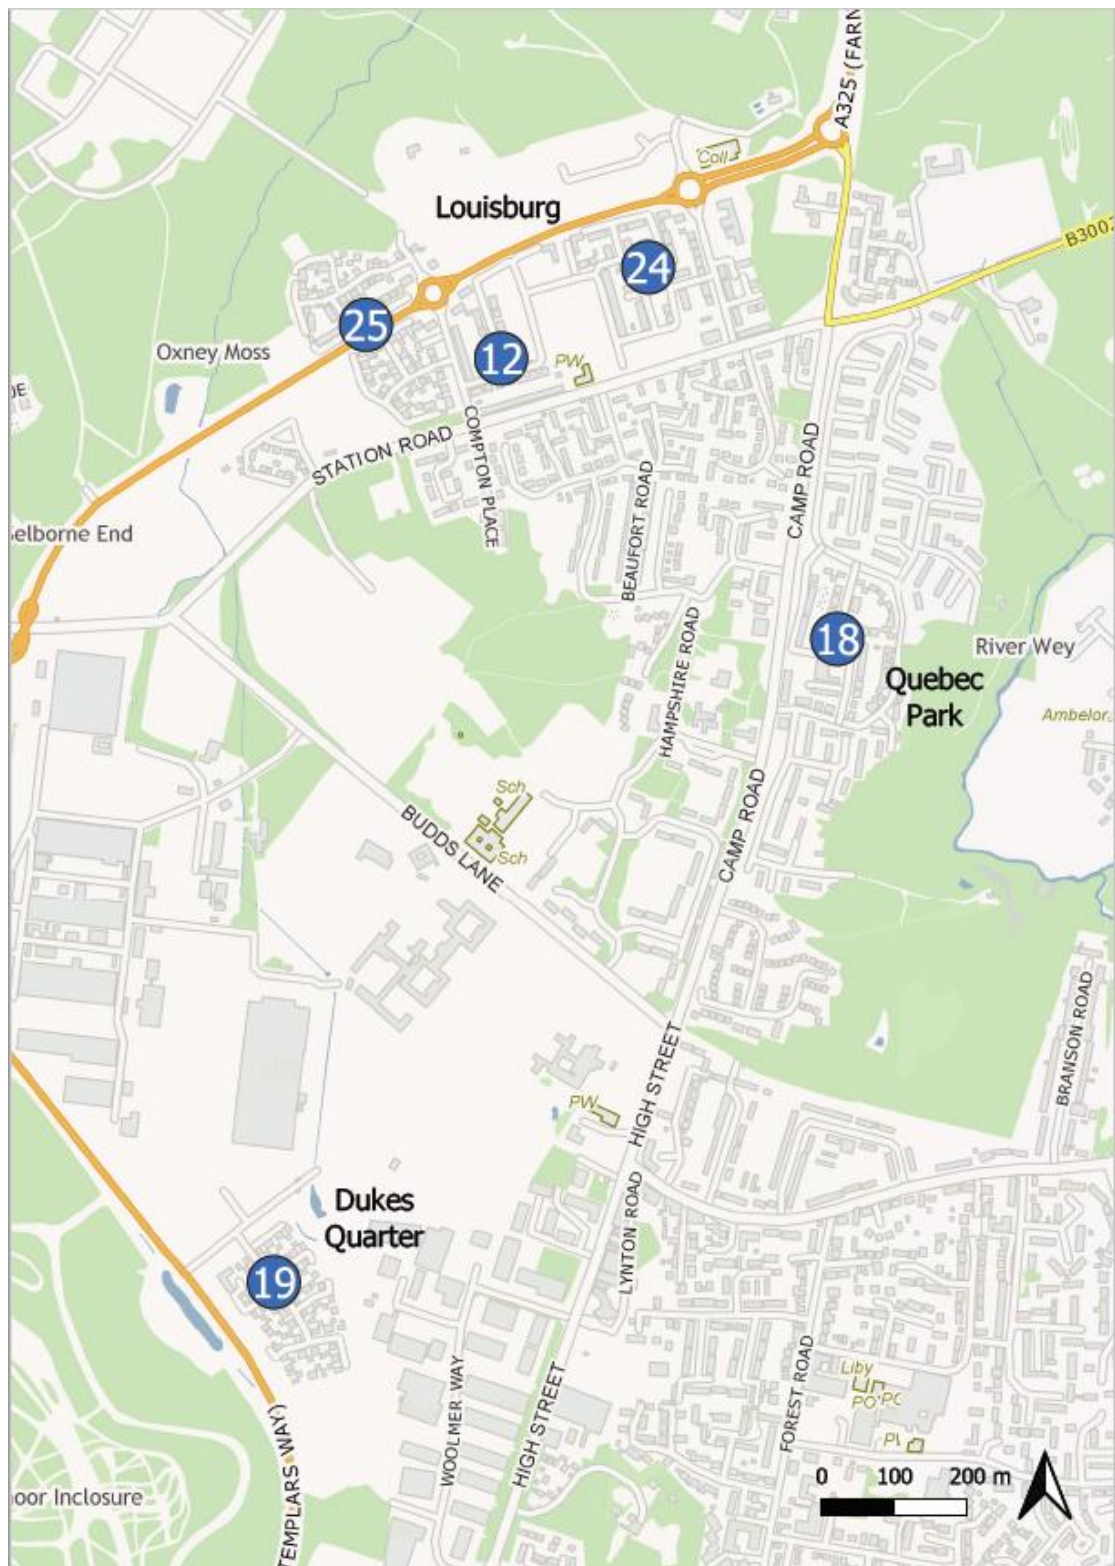 A325 (FARN
Coll
Louisburg
B3002
24
25
Oxney Moss
12
PW
STATION ROAD
COMPTON PLACE
CAMP ROAD
BEAUFORT ROAD
elborne End
18
HAMPSHIRE ROAD
River Wey
Quebec
Park
Ambelor
Sch
CAMP ROAD
BUDDS LANE
Sch
BRANSON ROAD
HIGH STREET
PW
LYNTON ROAD
Dukes
Quarter
19
FOREST ROAD
Liby
PO
PO
WOOLMER WAY
HIGH STREET
TEMPLARS WAY)
oor Inclosure
0 100 200 m